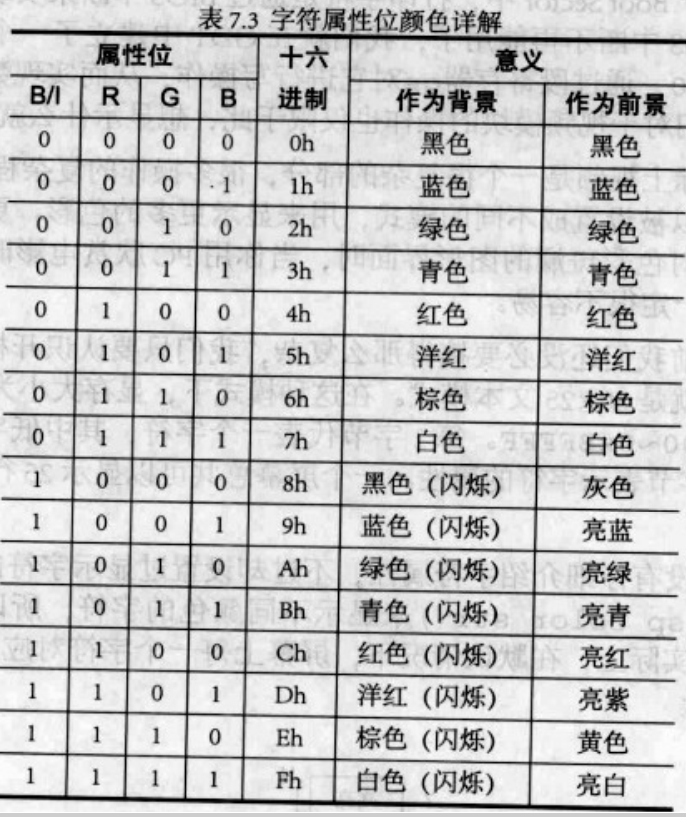 表 7.3 字符属性位颜色详解
属性位 十六 意义
B/I R G B 进制 作为背景 作为前景
0 0 0 0 0h 黑色 黑色
0 0 0 1 1h 蓝色 蓝色
0 0 1 0 2h 绿色 绿色
0 0 1 1 3h 青色 青色
0 1 0 0 4h 红色 红色
0 1 0 1 5h 洋红 洋红
0 1 1 0 6h 棕色 棕色
0 1 1 1 7h 白色 白色
1 0 0 0 8h 黑色 (闪烁) 灰色
1 0 0 1 9h 蓝色 (闪烁) 亮蓝
1 0 1 0 Ah 绿色 (闪烁) 亮绿
1 0 1 1 Bh 青色 (闪烁) 亮青
1 1 0 0 Ch 红色 (闪烁) 亮红
1 1 0 1 Dh 洋红 (闪烁) 亮紫
1 1 1 0 Eh 棕色 (闪烁) 黄色
1 1 1 1 Fh 白色 (闪烁) 亮白